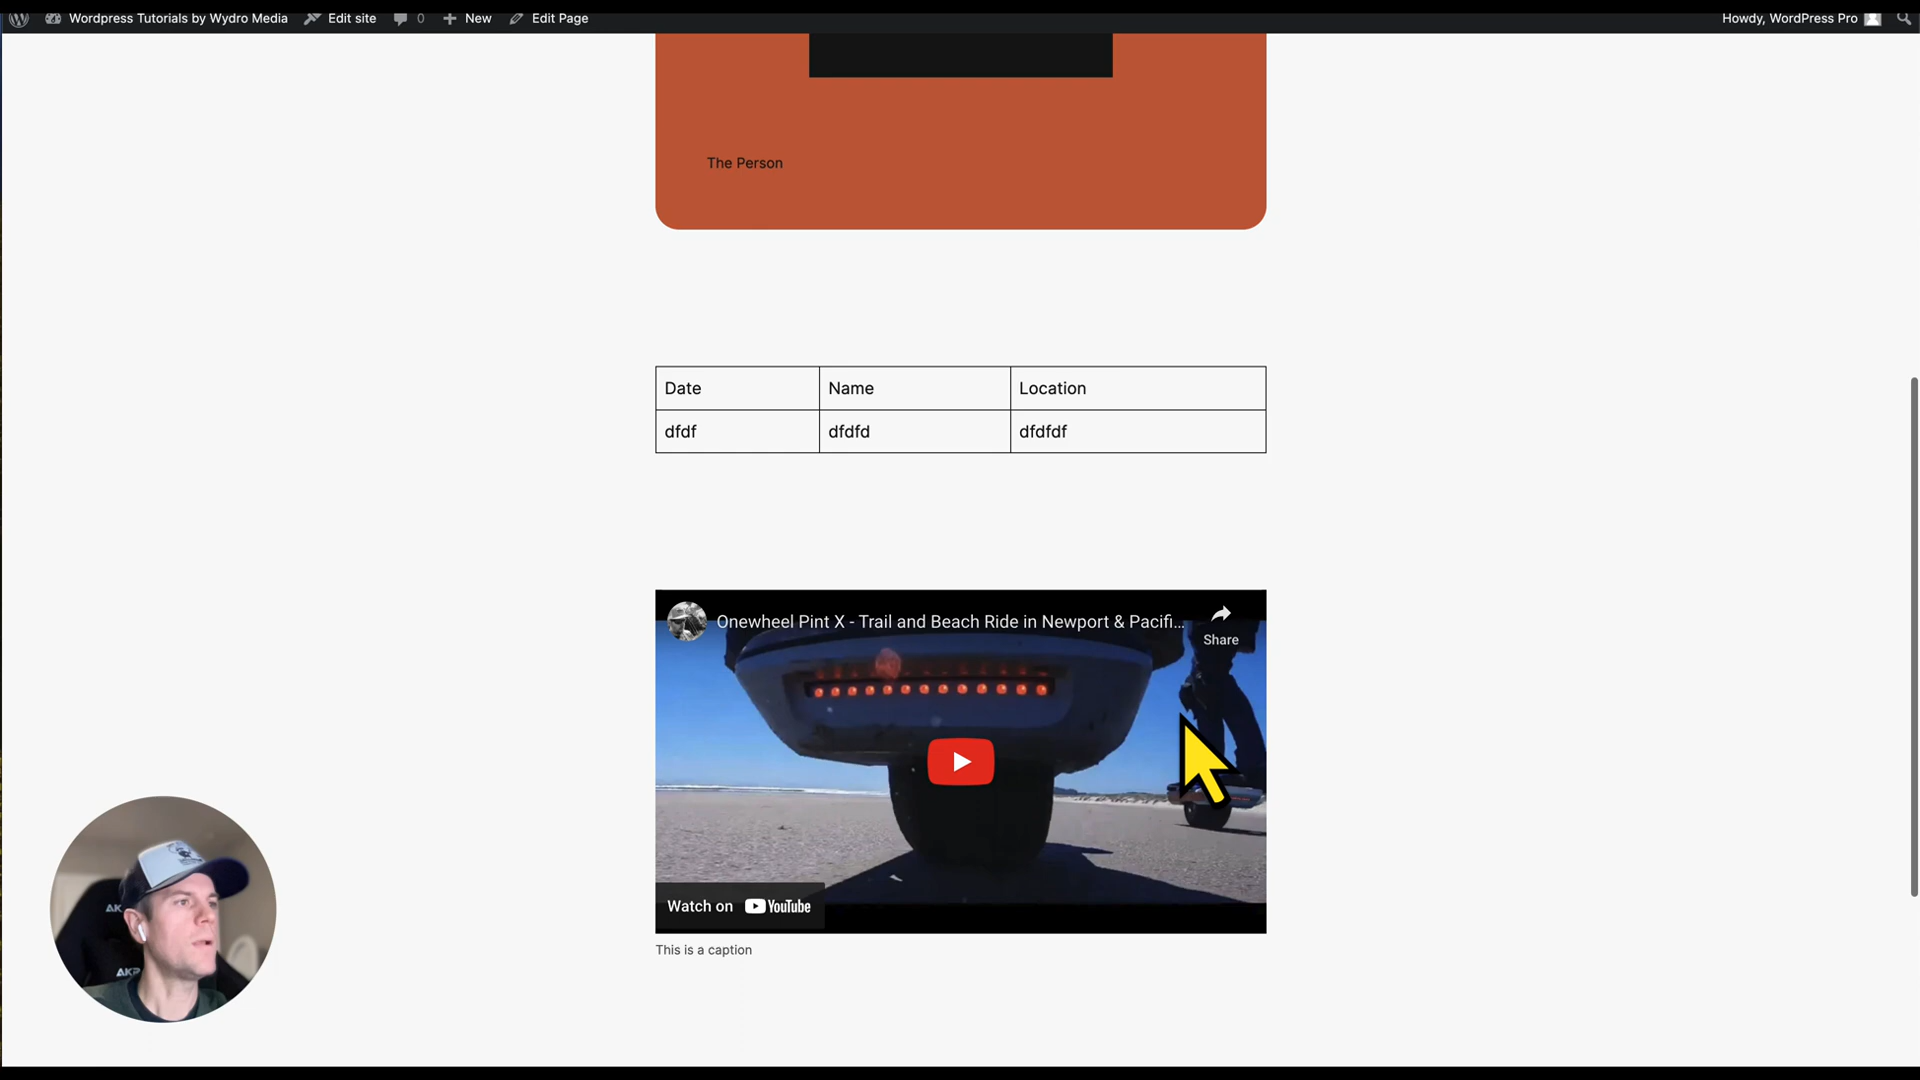 Wordpress Tutorials by Wydro Media Edit site 0 New Edit Page Howdy, WordPress Pro
The Person
Date Name Location
dfdf dfdfd dfdfdf
Onewheel Pint X - Trail and Beach Ride in Newport & Pacifi...
Share
Watch on YouTube
This is a caption
AK
AK